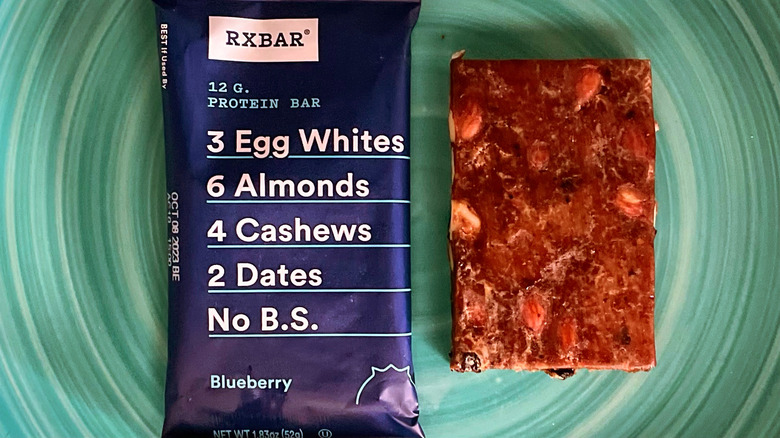 RXBAR®
12 G.
PROTEIN BAR
3 Egg Whites
6 Almonds
4 Cashews
2 Dates
No B.S.
Blueberry
NET WT 1.83oz (52g) U
BEST If Used By
OCT 08 2023 BE